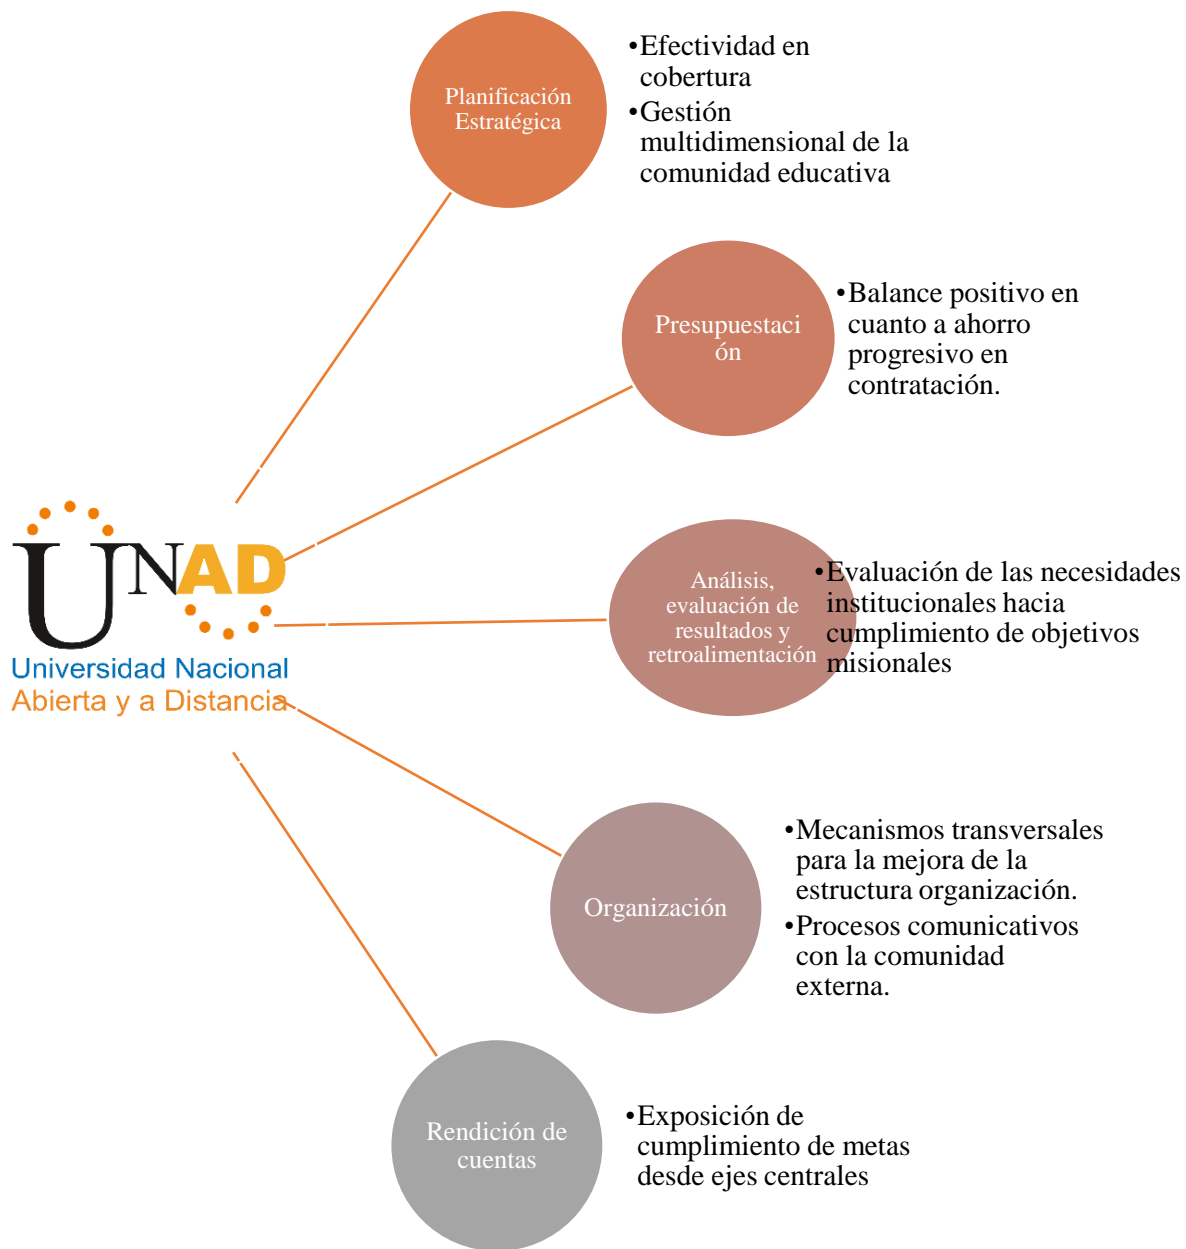 Planificación
Estratégica
•Efectividad en
cobertura
•Gestión
multidimensional de la
comunidad educativa
Presupuestaci
ón
•Balance positivo en
cuanto a ahorro
progresivo en
contratación.
UNAD
Universidad Nacional
Abierta y a Distancia
Análisis,
evaluación de
resultados y
retroalimentación
•Evaluación de las necesidades
institucionales hacia
cumplimiento de objetivos
misionales
Organización
•Mecanismos transversales
para la mejora de la
estructura organización.
•Procesos comunicativos
con la comunidad
externa.
Rendición de
cuentas
•Exposición de
cumplimiento de metas
desde ejes centrales